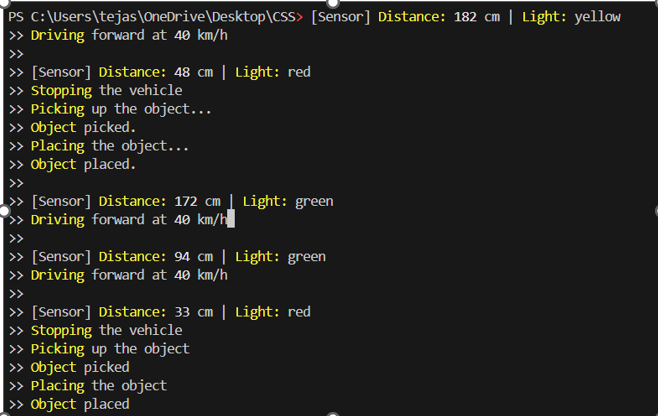 PS C:\Users\tejas\OneDrive\Desktop\CSS> [Sensor] Distance: 182 cm | Light: yellow
>> Driving forward at 40 km/h
>>
>> [Sensor] Distance: 48 cm | Light: red
>> Stopping the vehicle
>> Picking up the object...
>> Object picked.
>> Placing the object...
>> Object placed.
>>
>> [Sensor] Distance: 172 cm | Light: green
>> Driving forward at 40 km/h
>>
>> [Sensor] Distance: 94 cm | Light: green
>> Driving forward at 40 km/h
>>
>> [Sensor] Distance: 33 cm | Light: red
>> Stopping the vehicle
>> Picking up the object
>> Object picked
>> Placing the object
>> Object placed